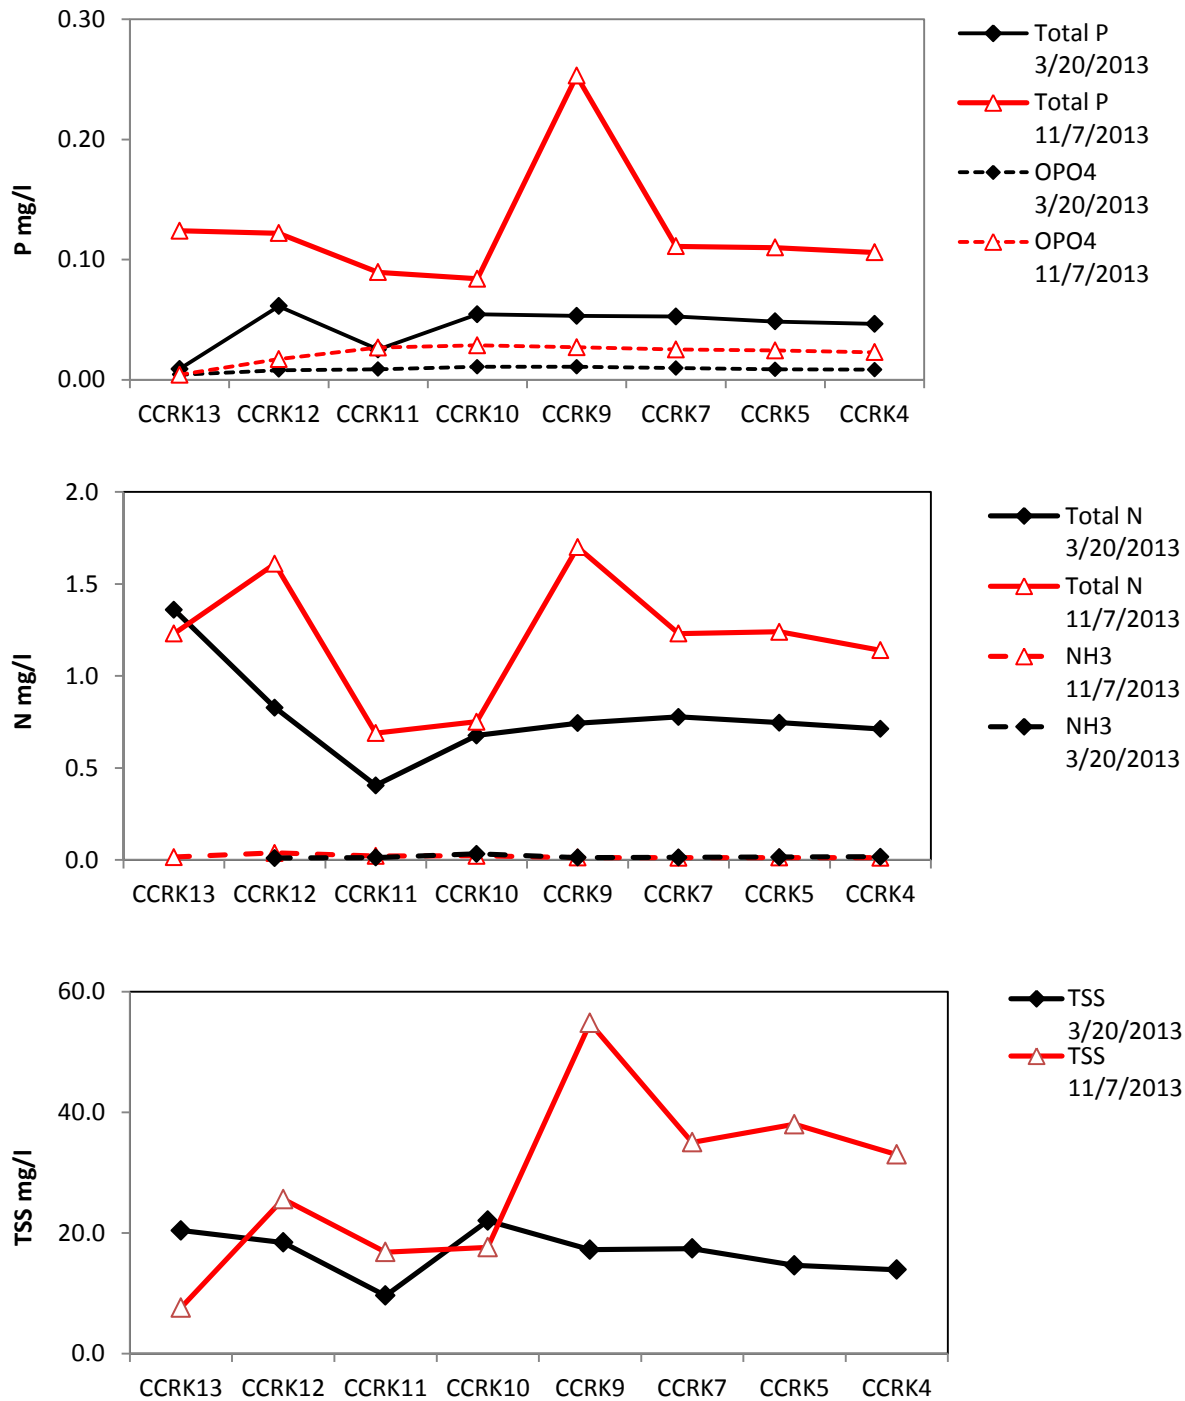 0.30
0.20
0.10
0.00
P mg/l
CCRK13 CCRK12 CCRK11 CCRK10 CCRK9 CCRK7 CCRK5 CCRK4
Total P
3/20/2013
Total P
11/7/2013
OPO4
3/20/2013
OPO4
11/7/2013
2.0
1.5
1.0
0.5
0.0
N mg/l
CCRK13 CCRK12 CCRK11 CCRK10 CCRK9 CCRK7 CCRK5 CCRK4
Total N
3/20/2013
Total N
11/7/2013
NH3
11/7/2013
NH3
3/20/2013
60.0
40.0
20.0
0.0
TSS mg/l
CCRK13 CCRK12 CCRK11 CCRK10 CCRK9 CCRK7 CCRK5 CCRK4
TSS
3/20/2013
TSS
11/7/2013